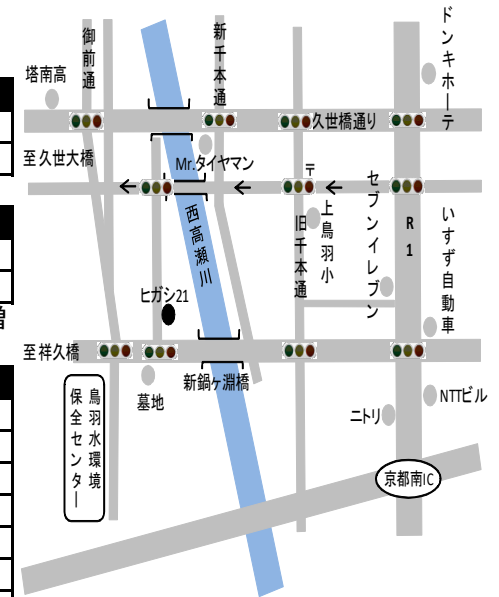 ドンキホーテ
御前通
新千本通
塔南高
久世橋通り
至久世大橋
Mr.タイヤマン
〒
上鳥羽小
セブンイレブン
R1
いすず自動車
西高瀬川
旧千本通
ヒガシ21
増
至祥久橋
新鍋ヶ淵橋
墓地
鳥羽水環境
保全センター
ニトリ
NTTビル
京都南IC